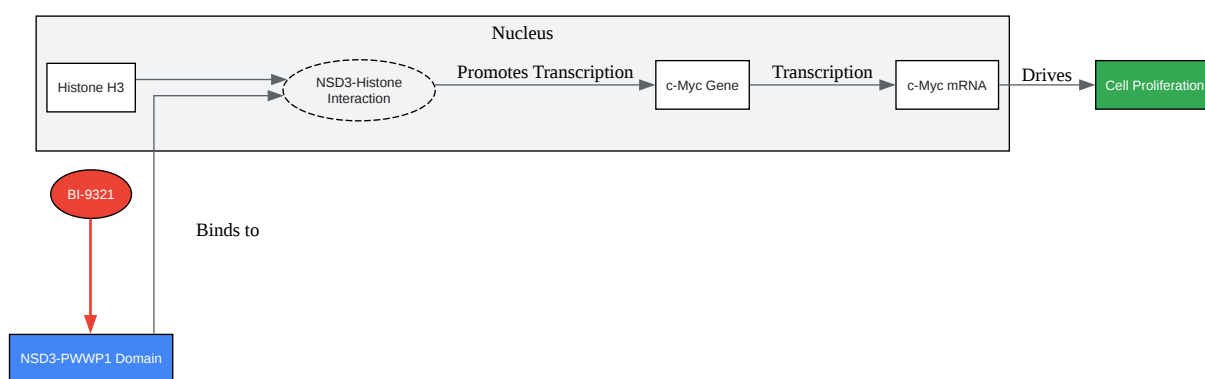 Nucleus
Histone H3
NSD3-Histone
Interaction
Promotes Transcription
c-Myc Gene
Transcription
c-Myc mRNA
Drives
Cell Proliferation
BI-9321
Binds to
NSD3-PWWP1 Domain